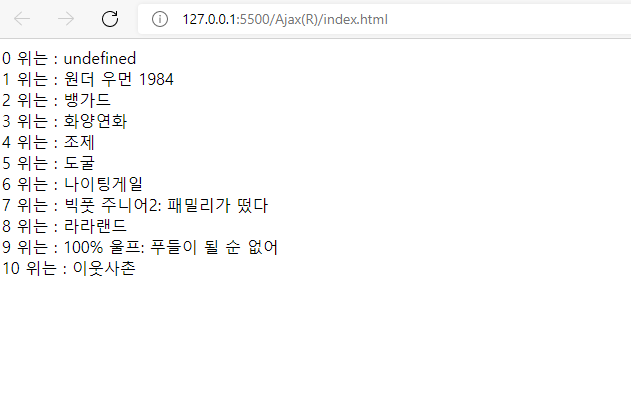 127.0.0.1:5500/Ajax(R)/index.html
0 위는 : undefined
1 위는 : 원더 우먼 1984
2 위는 : 뱅가드
3 위는 : 화양연화
4 위는 : 조제
5 위는 : 도굴
6 위는 : 나이팅게일
7 위는 : 빅풋 주니어2: 패밀리가 떴다
8 위는 : 라라랜드
9 위는 : 100% 울프: 푸들이 될 순 없어
10 위는 : 이웃사촌